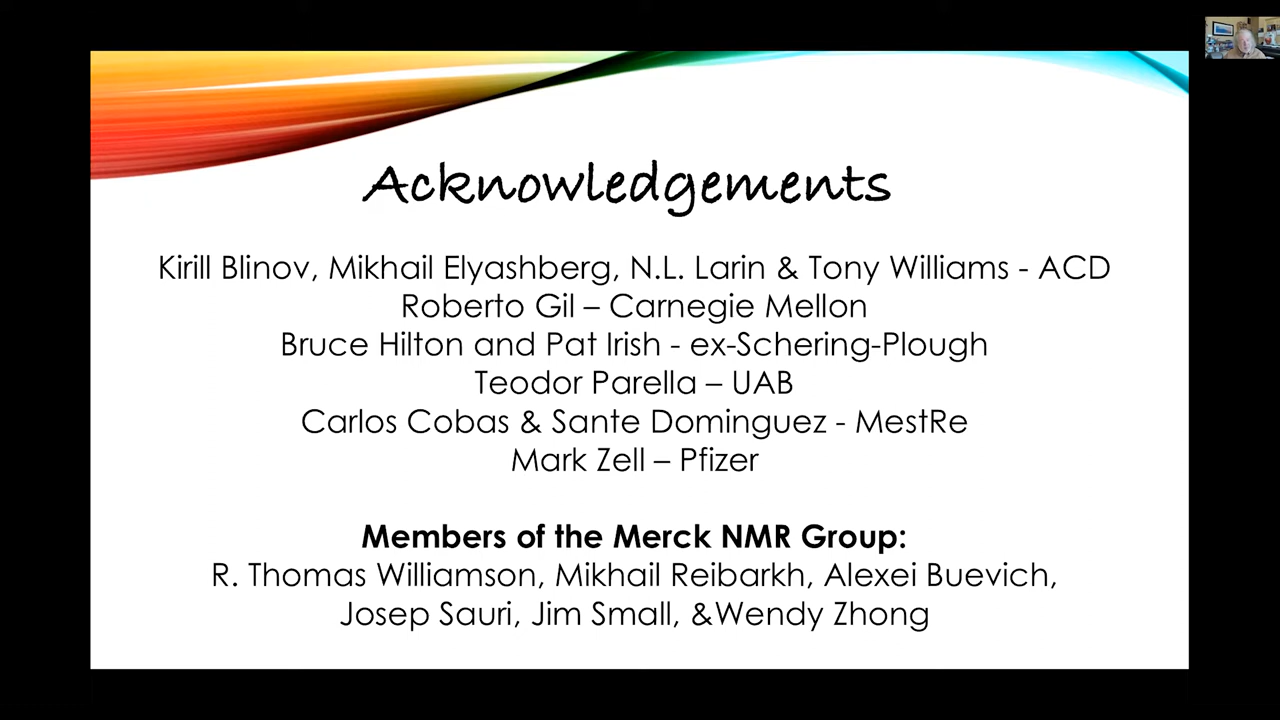 Acknowledgements
Kirill Blinov, Mikhail Elyashberg, N.L. Larin & Tony Williams - ACD
Roberto Gil – Carnegie Mellon
Bruce Hilton and Pat Irish - ex-Schering-Plough
Teodor Parella – UAB
Carlos Cobas & Sante Dominguez - MestRe
Mark Zell – Pfizer
Members of the Merck NMR Group:
R. Thomas Williamson, Mikhail Reibarkh, Alexei Buevich,
Josep Sauri, Jim Small, &Wendy Zhong